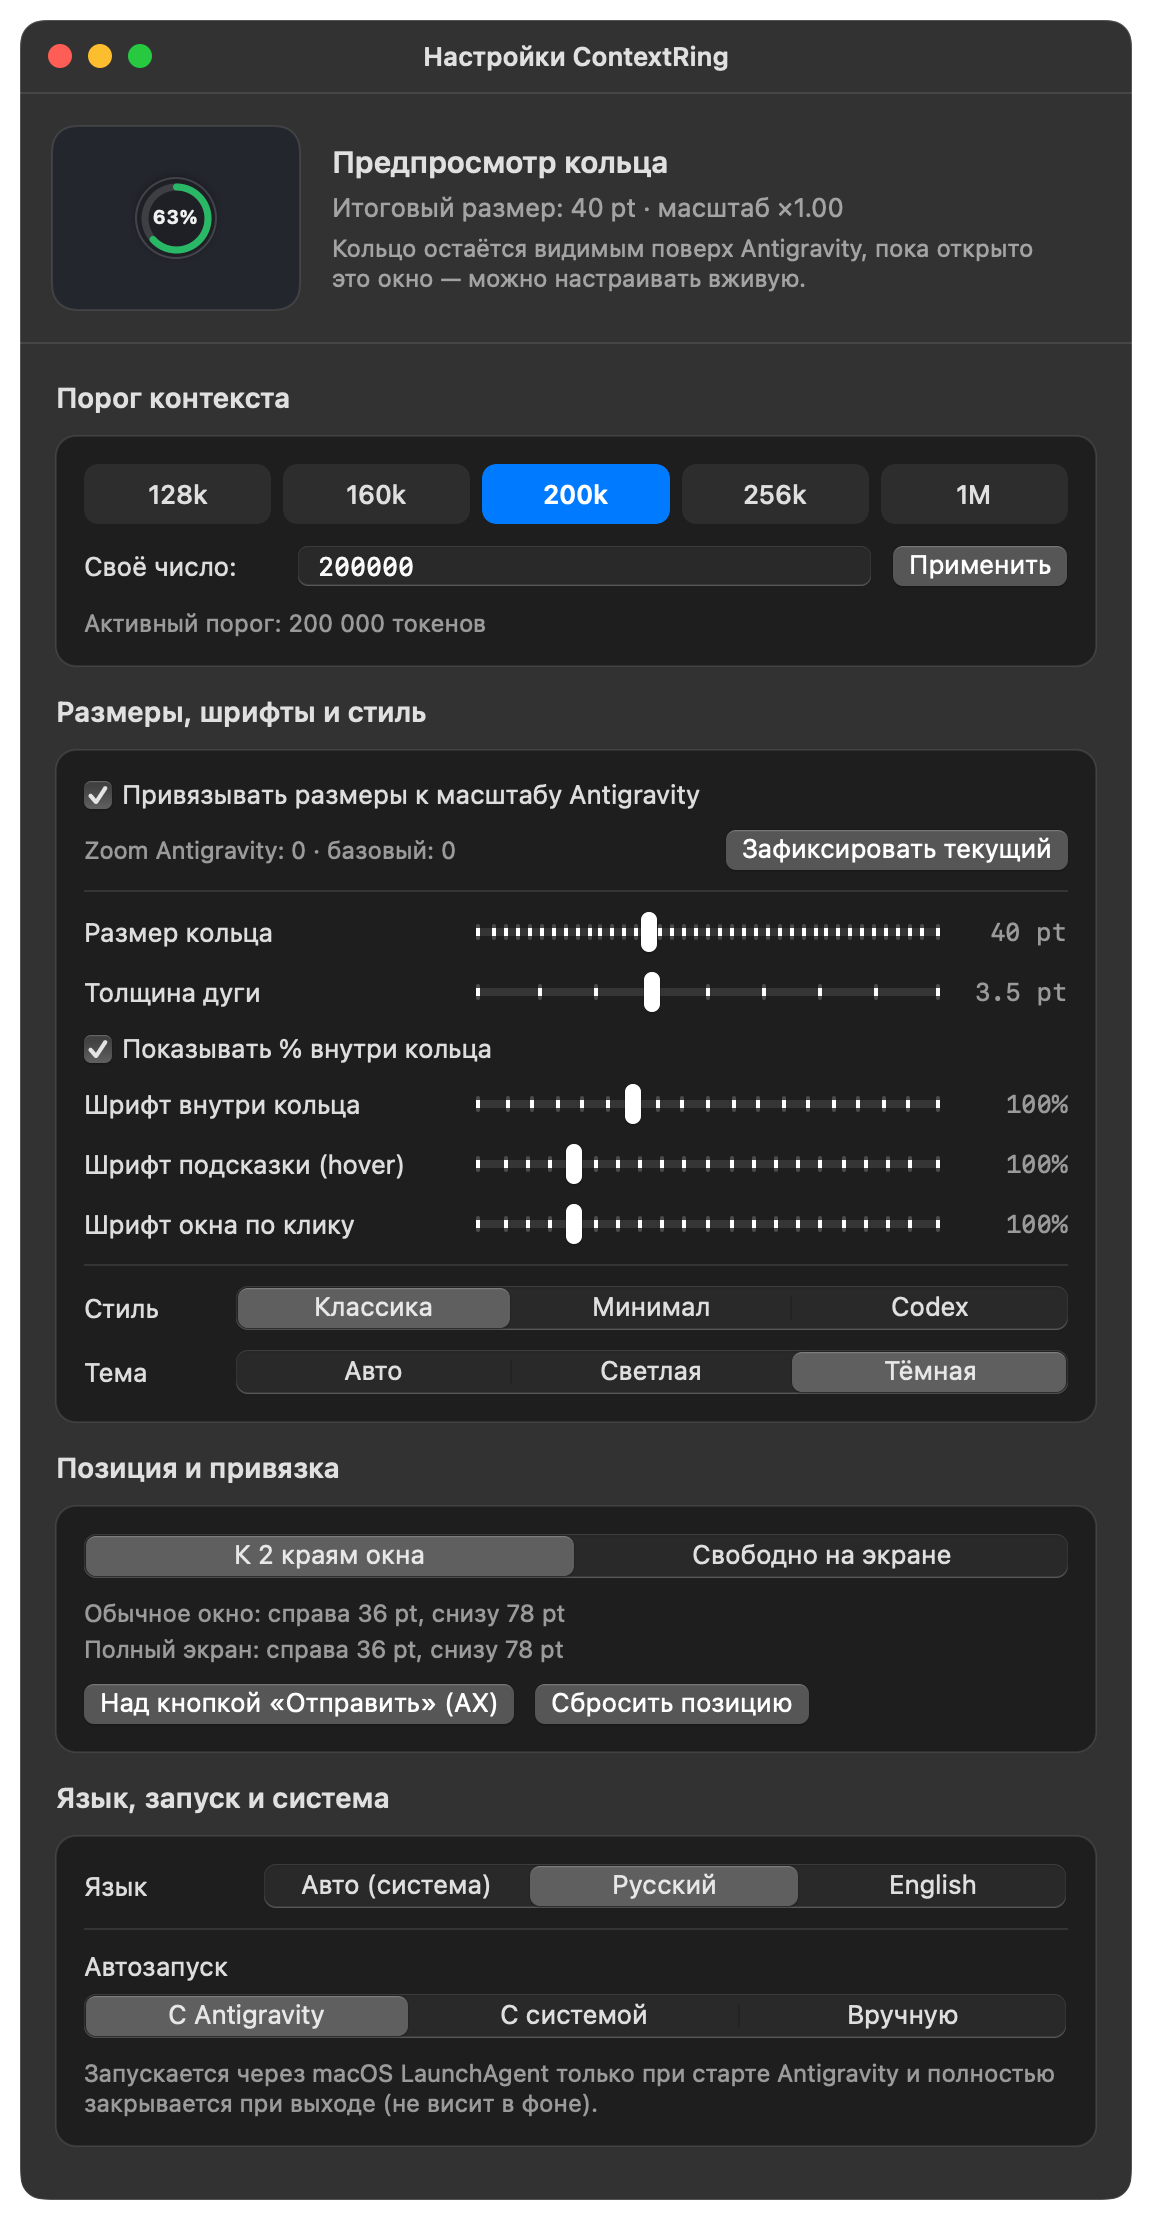 Настройки ContextRing
63%
Предпросмотр кольца
Итоговый размер: 40 pt · масштаб ×1.00
Кольцо остаётся видимым поверх Antigravity, пока открыто
это окно — можно настраивать вживую.
Порог контекста
128k 160k 200k 256k 1M
Своё число: 200000 Применить
Активный порог: 200 000 токенов
Размеры, шрифты и стиль
Привязывать размеры к масштабу Antigravity
Zoom Antigravity: 0 · базовый: 0 Зафиксировать текущий
Размер кольца 40 pt
Толщина дуги 3.5 pt
Показывать % внутри кольца
Шрифт внутри кольца 100%
Шрифт подсказки (hover) 100%
Шрифт окна по клику 100%
Стиль Классика Минимал Codex
Тема Авто Светлая Тёмная
Позиция и привязка
К 2 краям окна Свободно на экране
Обычное окно: справа 36 pt, снизу 78 pt
Полный экран: справа 36 pt, снизу 78 pt
Над кнопкой «Отправить» (AX) Сбросить позицию
Язык, запуск и система
Язык Авто (система) Русский English
Автозапуск
С Antigravity С системой Вручную
Запускается через macOS LaunchAgent только при старте Antigravity и полностью
закрывается при выходе (не висит в фоне).